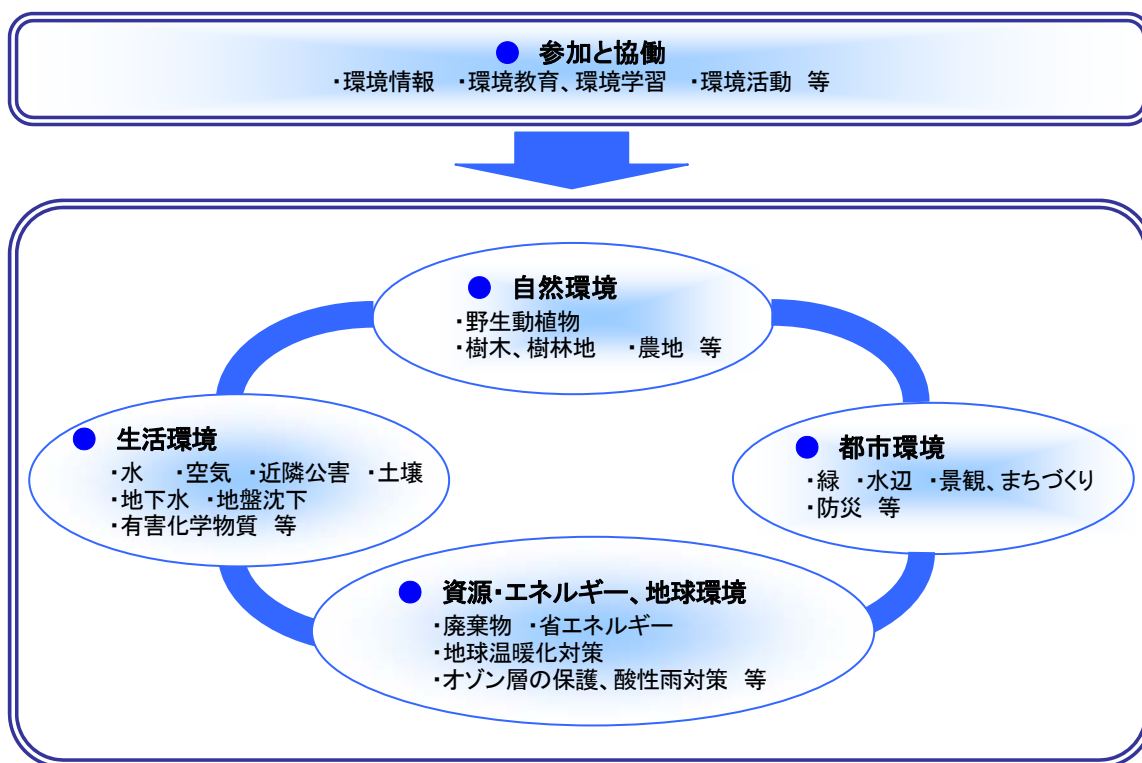 ● 参加と協働
・環境情報　・環境教育、環境学習　・環境活動　等
● 自然環境
・野生動植物
・樹木、樹林地　・農地　等
● 生活環境
・水　・空気　・近隣公害　・土壌
・地下水　・地盤沈下
・有害化学物質　等
● 都市環境
・緑　・水辺　・景観、まちづくり
・防災　等
● 資源・エネルギー、地球環境
・廃棄物　・省エネルギー
・地球温暖化対策
・オゾン層の保護、酸性雨対策　等